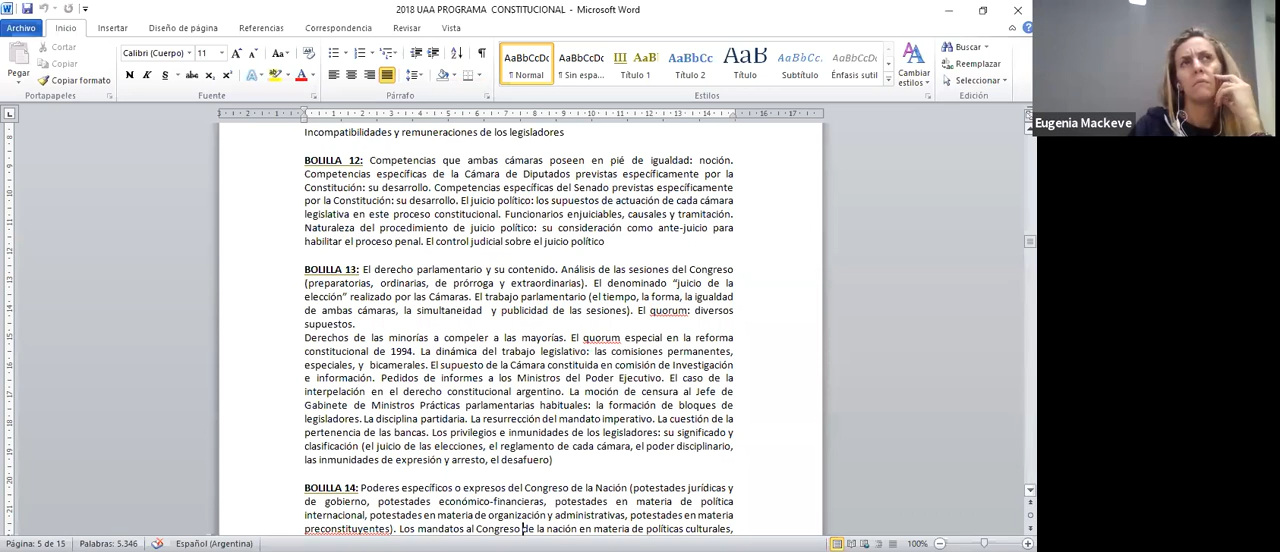 2018 UAA PROGRAMA CONSTITUCIONAL - Microsoft Word
Archivo Inicio Insertar Diseño de página Referencias Correspondencia Revisar Vista
Pegar
Cortar
Copiar
Copiar formato
Portapapeles
Calibri (Cuerpo) 11
Fuente
Párrafo
AaBbCcDc AaBbCcDc AaB AaBbCc AaB AaBbCc. AaBbCcDc
¶ Normal ¶ Sin espa... Título 1 Título 2 Título Subtítulo Énfasis sutil
Cambiar estilos
Estilos
Buscar
Reemplazar
Seleccionar
Edición
Eugenia Mackeve
Incompatibilidades y remuneraciones de los legisladores
BOLILLA 12: Competencias que ambas cámaras poseen en pié de igualdad: noción.
Competencias específicas de la Cámara de Diputados previstas específicamente por la
Constitución: su desarrollo. Competencias específicas del Senado previstas específicamente
por la Constitución: su desarrollo. El juicio político: los supuestos de actuación de cada cámara
legislativa en este proceso constitucional. Funcionarios enjuiciables, causales y tramitación.
Naturaleza del procedimiento de juicio político: su consideración como ante-juicio para
habilitar el proceso penal. El control judicial sobre el juicio político
BOLILLA 13: El derecho parlamentario y su contenido. Análisis de las sesiones del Congreso
(preparatorias, ordinarias, de prórroga y extraordinarias). El denominado “juicio de la
elección” realizado por las Cámaras. El trabajo parlamentario (el tiempo, la forma, la igualdad
de ambas cámaras, la simultaneidad y publicidad de las sesiones). El quorum: diversos
supuestos.
Derechos de las minorías a compeler a las mayorías. El quorum especial en la reforma
constitucional de 1994. La dinámica del trabajo legislativo: las comisiones permanentes,
especiales, y bicamerales. El supuesto de la Cámara constituida en comisión de Investigación
e información. Pedidos de informes a los Ministros del Poder Ejecutivo. El caso de la
interpelación en el derecho constitucional argentino. La moción de censura al Jefe de
Gabinete de Ministros Prácticas parlamentarias habituales: la formación de bloques de
legisladores. La disciplina partidaria. La resurrección del mandato imperativo. La cuestión de la
pertenencia de las bancas. Los privilegios e inmunidades de los legisladores: su significado y
clasificación (el juicio de las elecciones, el reglamento de cada cámara, el poder disciplinario,
las inmunidades de expresión y arresto, el desafuero)
BOLILLA 14: Poderes específicos o expresos del Congreso de la Nación (potestades jurídicas y
de gobierno, potestades económico-financieras, potestades en materia de política
internacional, potestades en materia de organización y administrativas, potestades en materia
preconstituyentes). Los mandatos al Congreso de la nación en materia de políticas culturales,
Página: 5 de 15 Palabras: 5.346 Español (Argentina) 100%